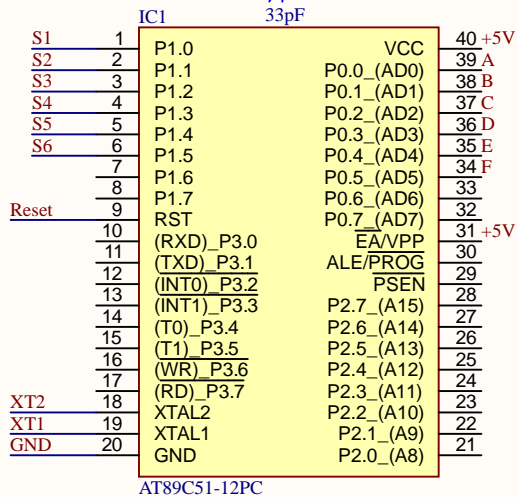 33pF
IC1
S1 1 P1.0 VCC 40 +5V
S2 2 P1.1 P0.0_(AD0) 39 A
S3 3 P1.2 P0.1_(AD1) 38 B
S4 4 P1.3 P0.2_(AD2) 37 C
S5 5 P1.4 P0.3_(AD3) 36 D
S6 6 P1.5 P0.4_(AD4) 35 E
7 P1.6 P0.5_(AD5) 34 F
8 P1.7 P0.6_(AD6) 33
Reset 9 RST P0.7_(AD7) 32
10 (RXD)_P3.0 EA/VPP 31 +5V
11 (TXD)_P3.1 ALE/PROG 30
12 (INT0)_P3.2 PSEN 29
13 (INT1)_P3.3 P2.7_(A15) 28
14 (T0)_P3.4 P2.6_(A14) 27
15 (T1)_P3.5 P2.5_(A13) 26
16 (WR)_P3.6 P2.4_(A12) 25
17 (RD)_P3.7 P2.3_(A11) 24
XT2 18 XTAL2 P2.2_(A10) 23
XT1 19 XTAL1 P2.1_(A9) 22
GND 20 GND P2.0_(A8) 21
AT89C51-12PC